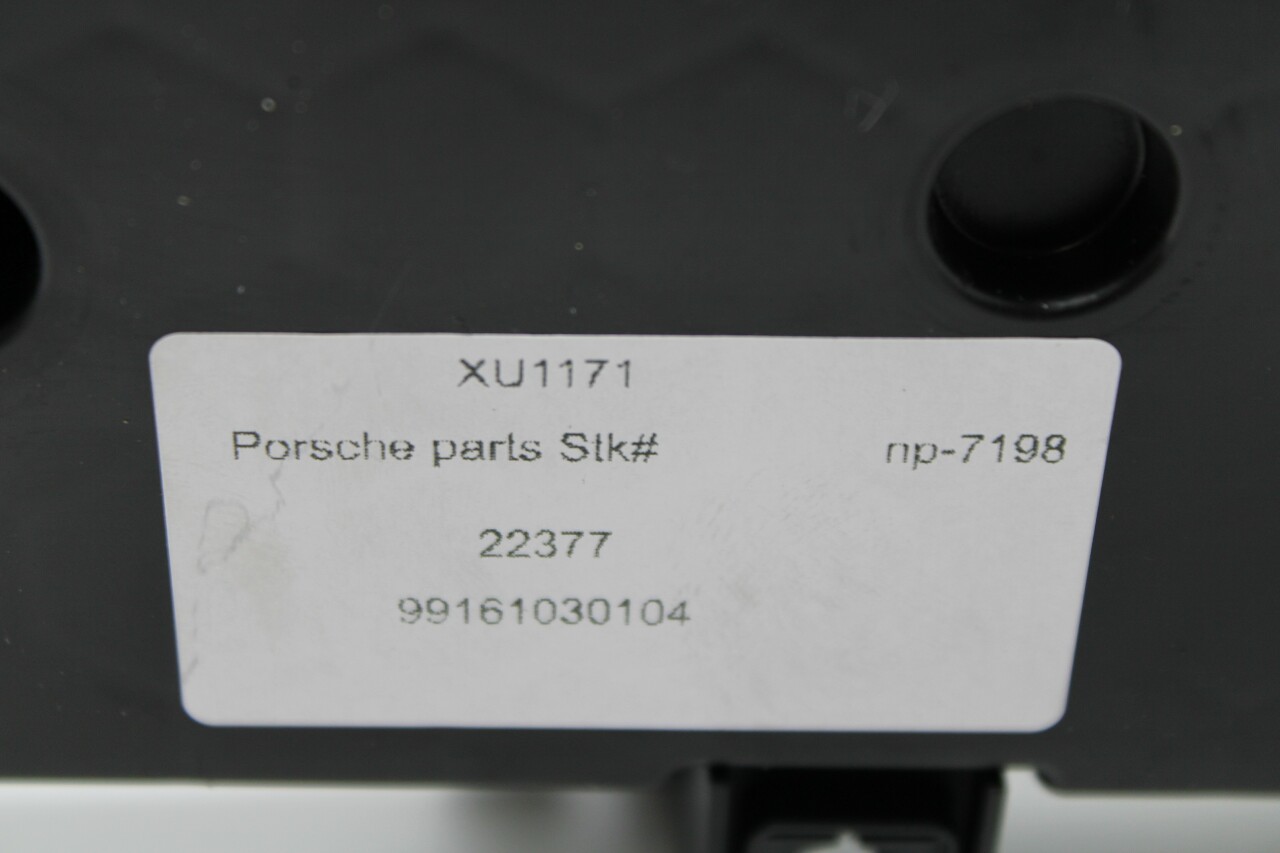 XU1171
Porsche parts Stk# np-7198
22377
99161030104